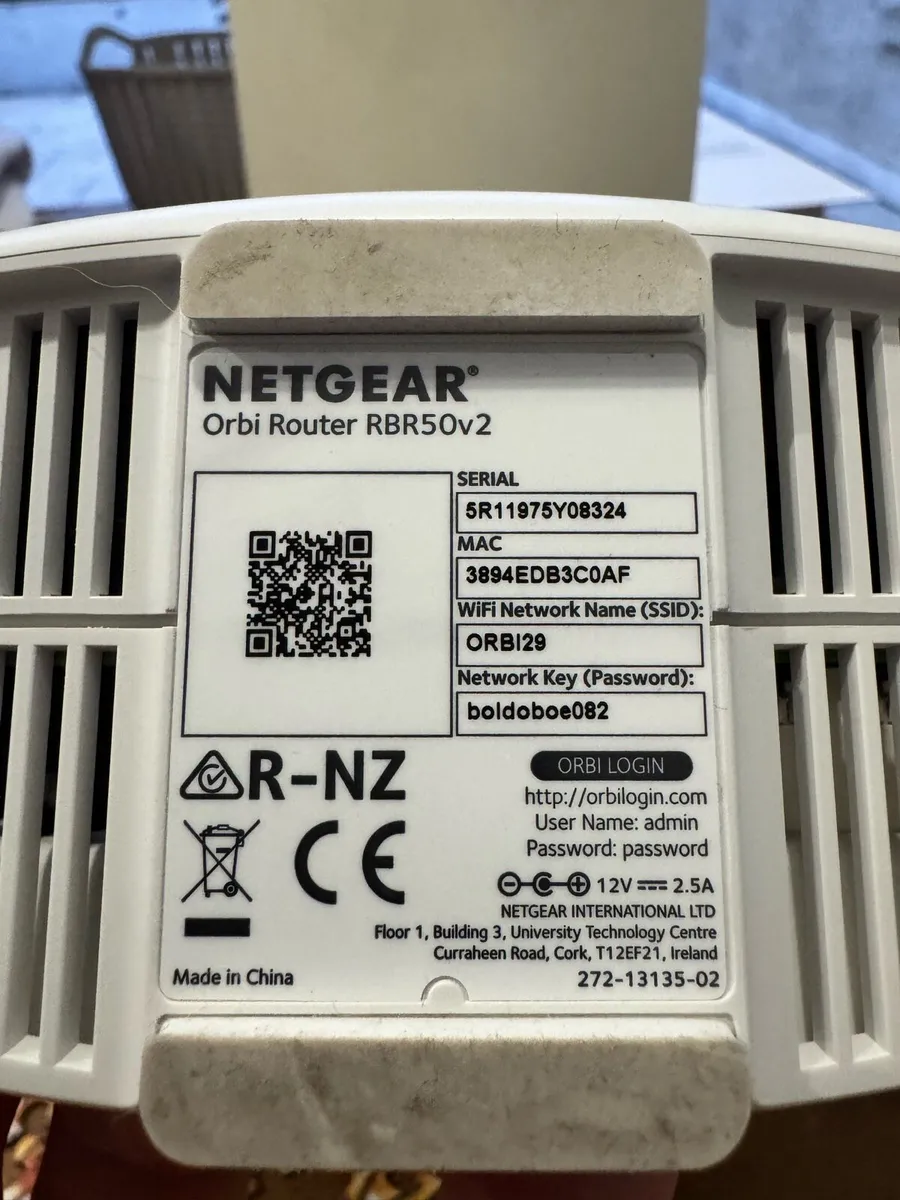 NETGEAR®
Orbi Router RBR50v2
SERIAL
5R11975Y08324
MAC
3894EDB3C0AF
WiFi Network Name (SSID):
ORBI29
Network Key (Password):
boldoboe082
R-NZ
CE
ORBI LOGIN
http://orbilogin.com
User Name: admin
Password: password
12V 2.5A
NETGEAR INTERNATIONAL LTD
Floor 1, Building 3, University Technology Centre
Curraheen Road, Cork, T12EF21, Ireland
Made in China
272-13135-02